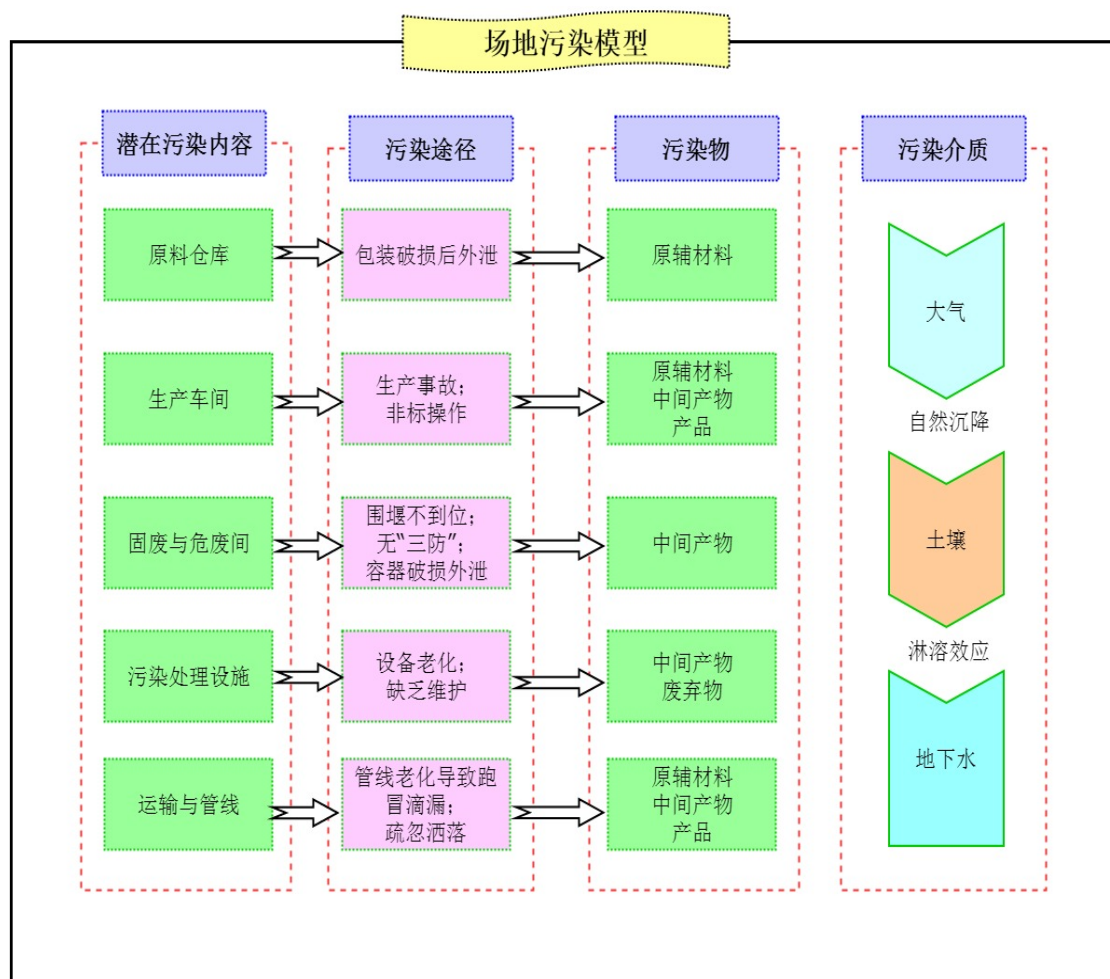 场地污染模型
潜在污染内容
污染途径
污染物
污染介质
原料仓库
包装破损后外泄
原辅材料
大气
生产车间
生产事故；
非标操作
原辅材料
中间产物
产品
自然沉降
固废与危废间
围堰不到位；
无“三防”；
容器破损外泄
中间产物
土壤
污染处理设施
设备老化；
缺乏维护
中间产物
废弃物
淋溶效应
运输与管线
管线老化导致跑
冒滴漏；
疏忽洒落
原辅材料
中间产物
产品
地下水